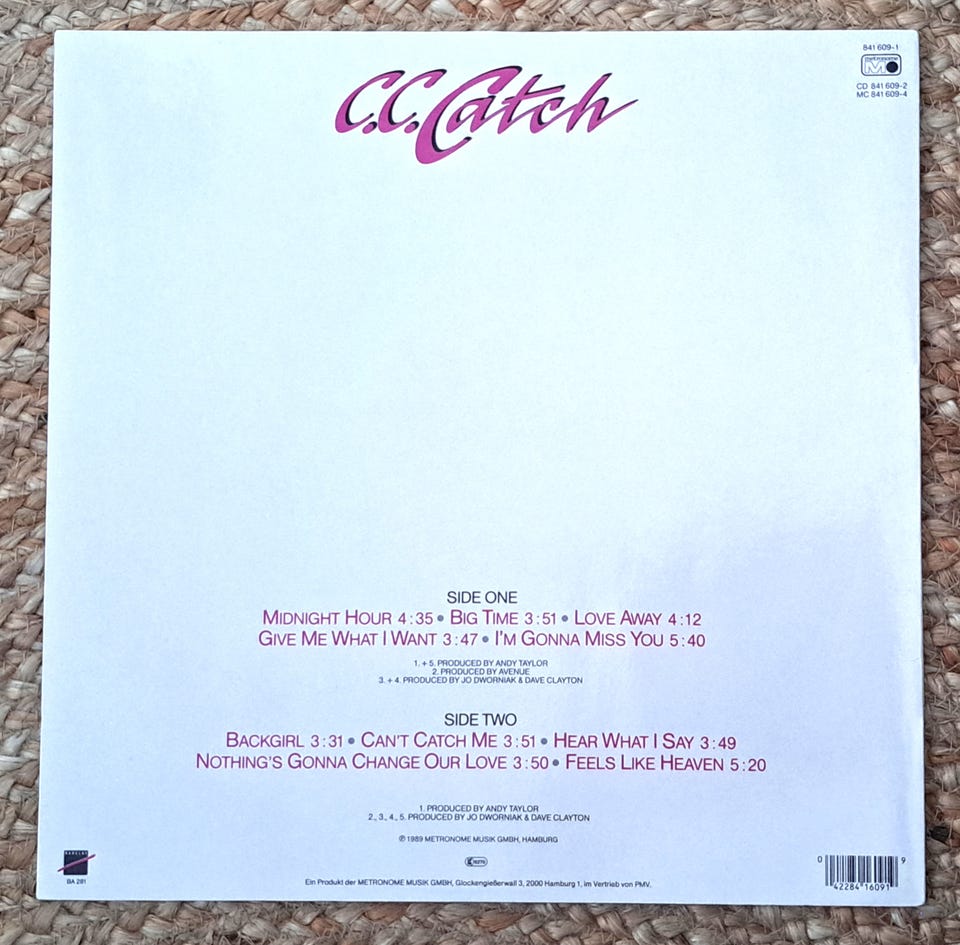 841 609-1
metronome
CD 841 609-2
MC 841 609-4
C.C. Catch
SIDE ONE
MIDNIGHT HOUR 4:35 • BIG TIME 3:51 • LOVE AWAY 4:12
GIVE ME WHAT I WANT 3:47 • I'M GONNA MISS YOU 5:40
1. + 5. PRODUCED BY ANDY TAYLOR
2. PRODUCED BY AVENUE
3. + 4. PRODUCED BY JO DWORNIAK & DAVE CLAYTON
SIDE TWO
BACKGIRL 3:31 • CAN'T CATCH ME 3:51 • HEAR WHAT I SAY 3:49
NOTHING'S GONNA CHANGE OUR LOVE 3:50 • FEELS LIKE HEAVEN 5:20
1. PRODUCED BY ANDY TAYLOR
2., 3., 4., 5. PRODUCED BY JO DWORNIAK & DAVE CLAYTON
℗ 1989 METRONOME MUSIK GMBH, HAMBURG
Ein Produkt der METRONOME MUSIK GMBH, Glockengießerwall 3, 2000 Hamburg 1, im Vertrieb von PMV.
BA 281
0 42284 16091 9